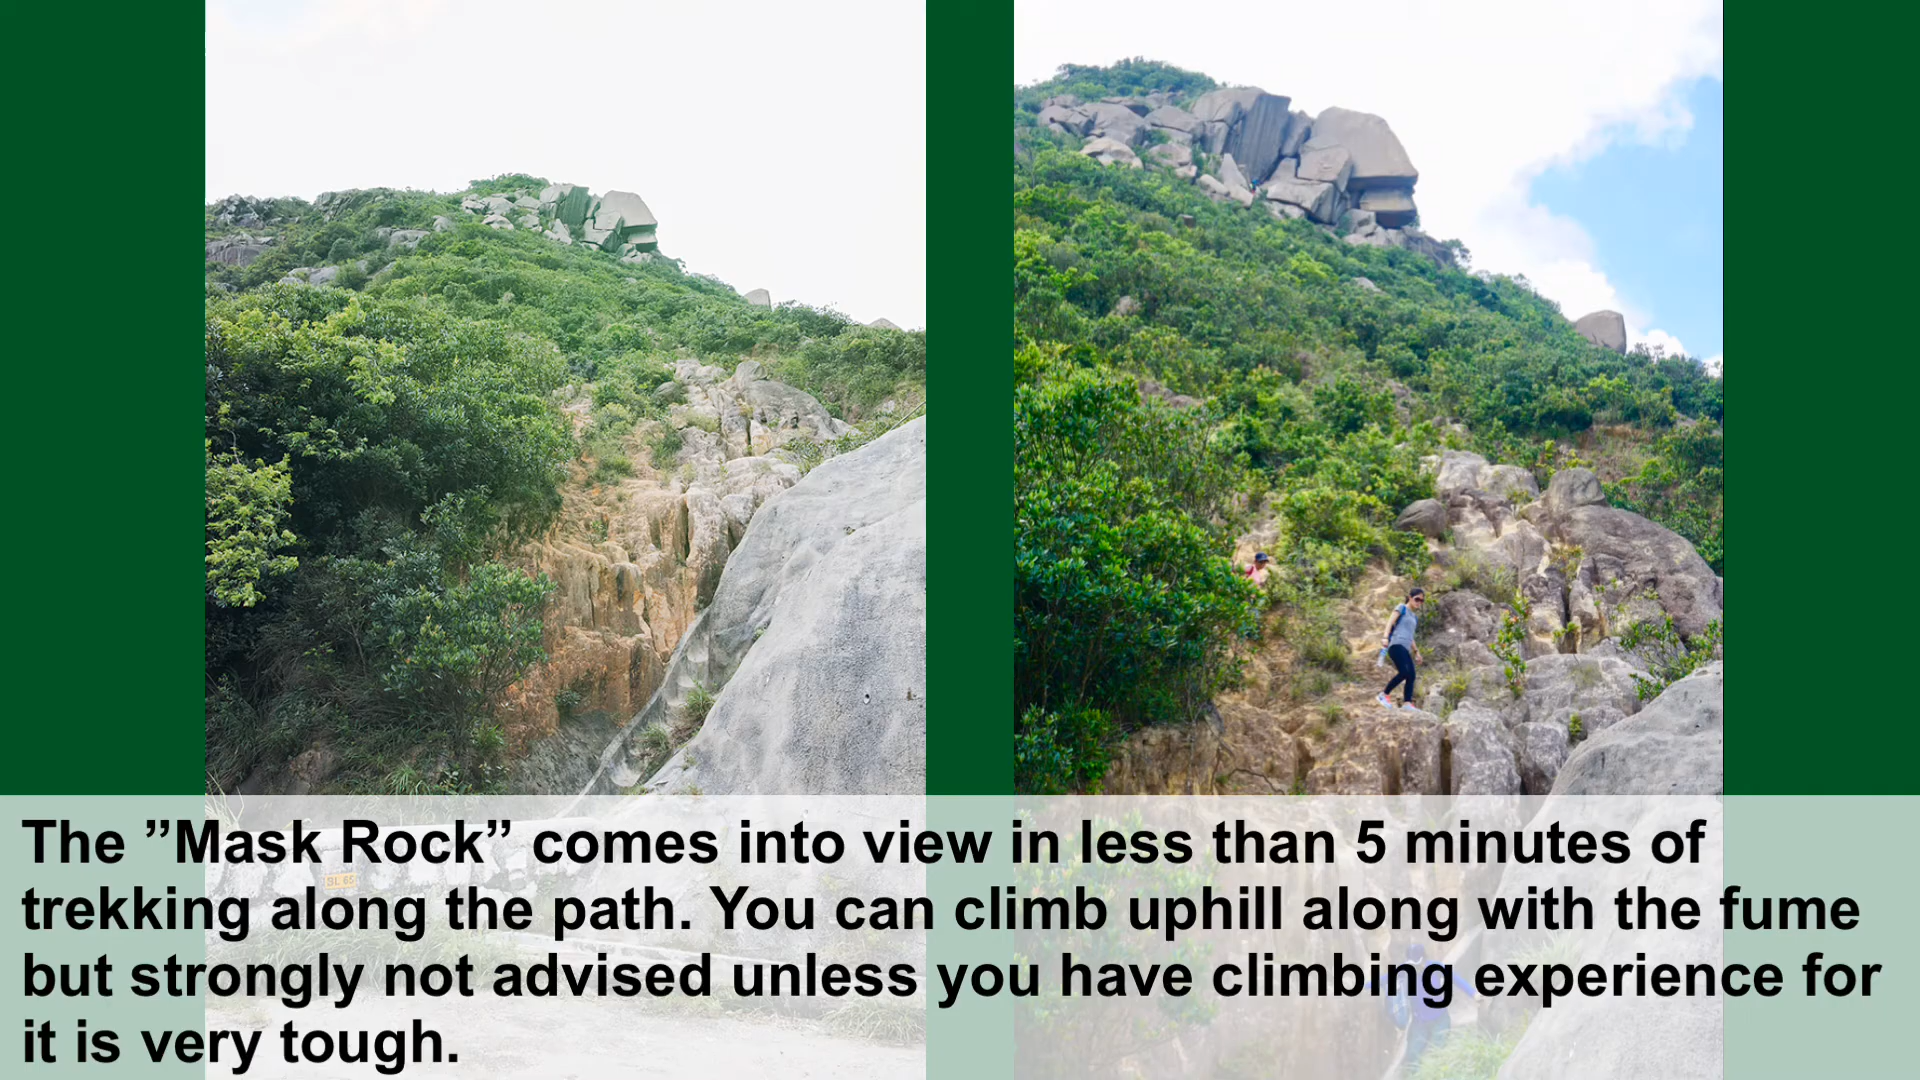 The ”Mask Rock” comes into view in less than 5 minutes of
trekking along the path. You can climb uphill along with the fume
but strongly not advised unless you have climbing experience for
it is very tough.